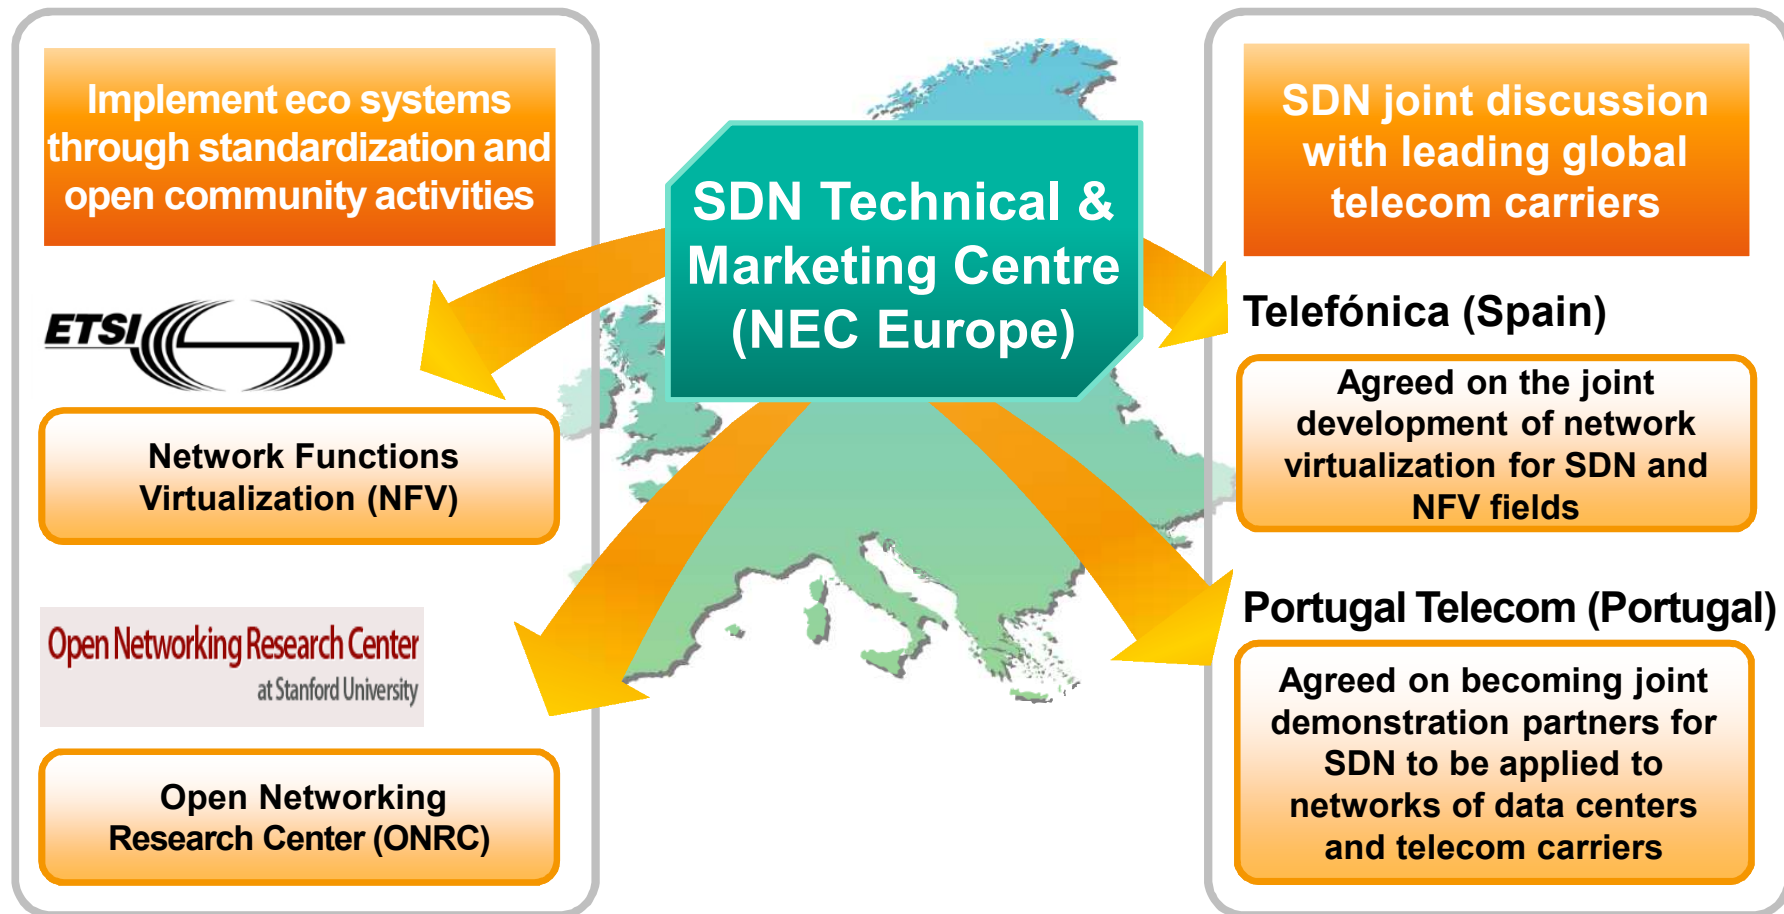 Implement eco systems
through standardization and
open community activities
ETSI
Network Functions
Virtualization (NFV)
Open Networking Research Center
at Stanford University
Open Networking
Research Center (ONRC)
SDN Technical &
Marketing Centre
(NEC Europe)
SDN joint discussion
with leading global
telecom carriers
Telefónica (Spain)
Agreed on the joint
development of network
virtualization for SDN and
NFV fields
Portugal Telecom (Portugal)
Agreed on becoming joint
demonstration partners for
SDN to be applied to
networks of data centers
and telecom carriers